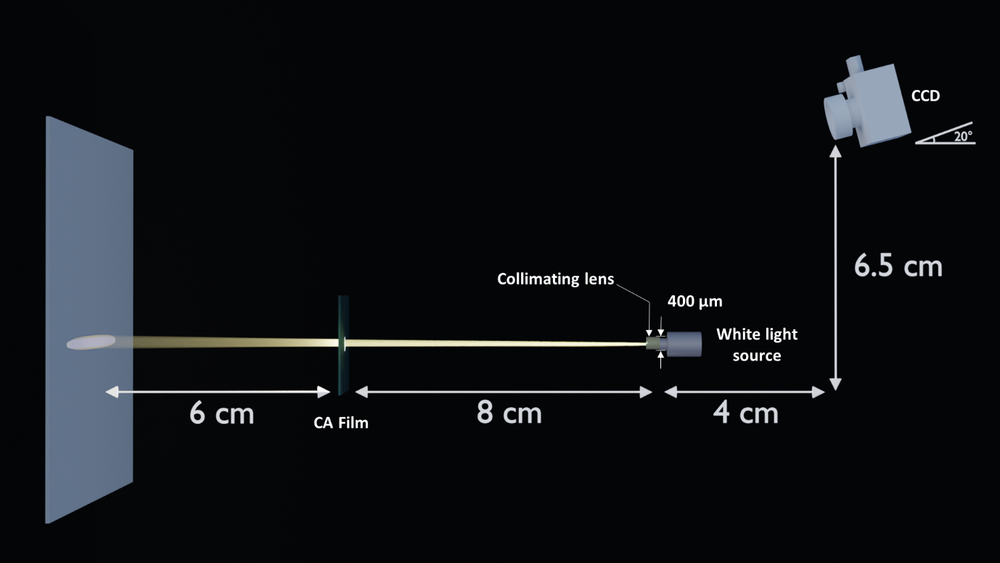 CCD
20°
6.5 cm
Collimating lens
400 µm
White light
source
6 cm
8 cm
4 cm
CA Film